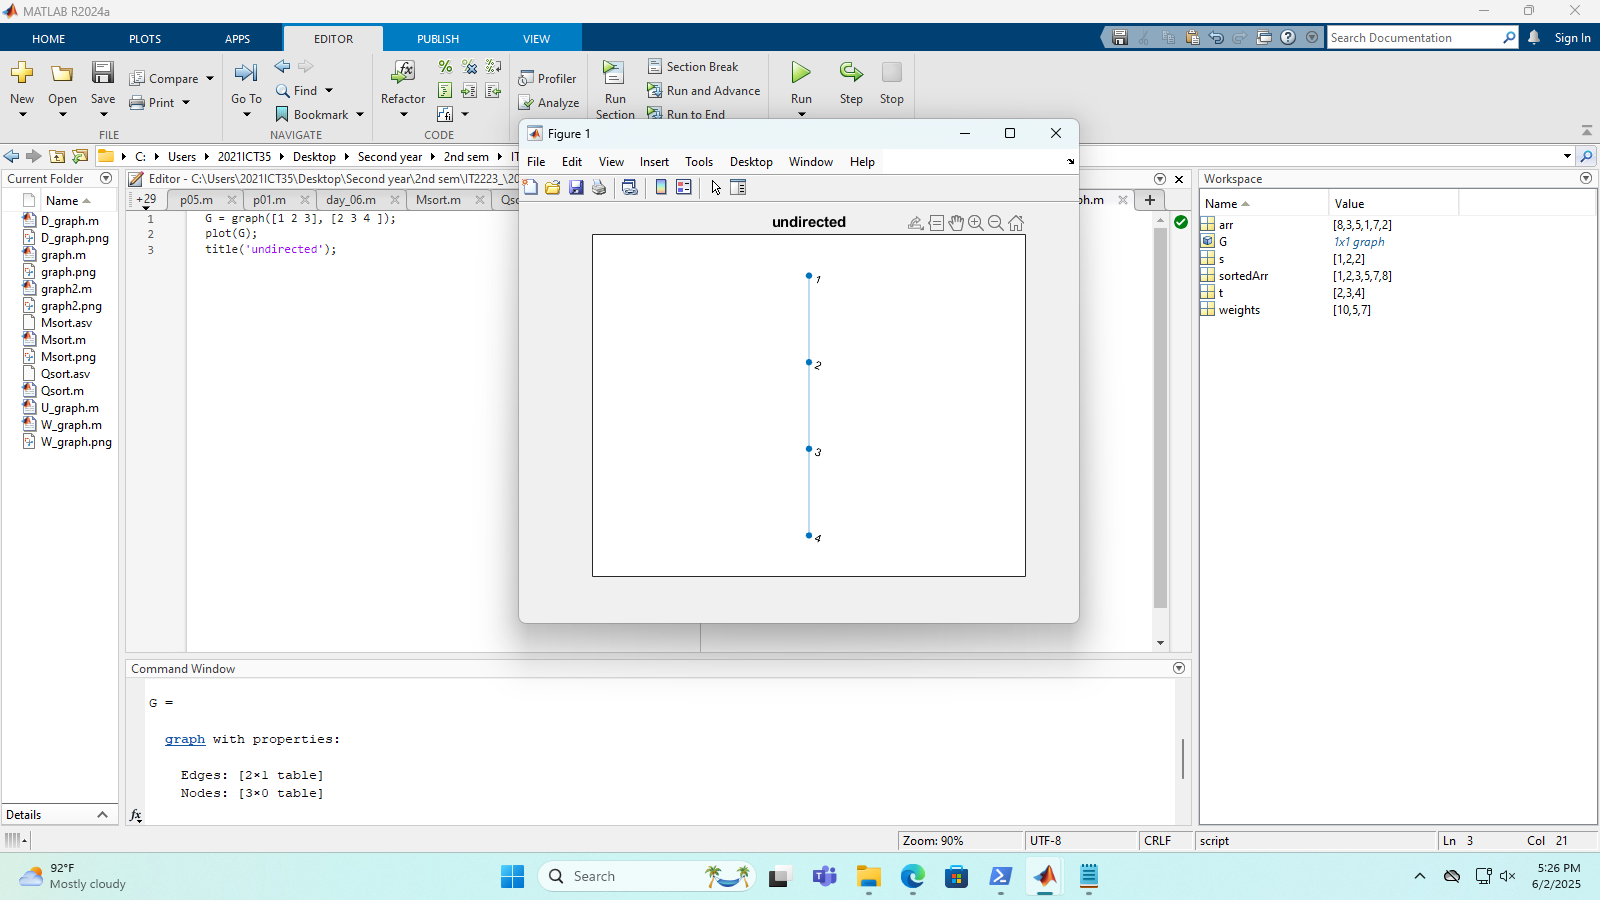 MATLAB R2024a
HOME
PLOTS
APPS
EDITOR
PUBLISH
VIEW
Search Documentation
Sign In
New
Open
Save
Compare
Print
FILE
Go To
Find
Bookmark
NAVIGATE
Refactor
CODE
Profiler
Analyze
Run
Section
Section Break
Run and Advance
Run to End
Run
Step
Stop
C:
Users
2021ICT35
Desktop
Second year
2nd sem
Current Folder
Name
D_graph.m
D_graph.png
graph.m
graph.png
graph2.m
graph2.png
Msort.asv
Msort.m
Msort.png
Qsort.asv
Qsort.m
U_graph.m
W_graph.m
W_graph.png
Details
Editor - C:\Users\2021ICT35\Desktop\Second year\2nd sem\IT2223_\20
+29
p05.m
p01.m
day_06.m
Msort.m
1 G = graph([1 2 3], [2 3 4 ]);
2 plot(G);
3 title('undirected');
Figure 1
File Edit View Insert Tools Desktop Window Help
undirected
1
2
3
4
Command Window
G =
graph with properties:
Edges: [2×1 table]
Nodes: [3×0 table]
fx
Workspace
Name Value
arr [8,3,5,1,7,2]
G 1x1 graph
s [1,2,2]
sortedArr [1,2,3,5,7,8]
t [2,3,4]
weights [10,5,7]
Zoom: 90%
UTF-8
CRLF
script
Ln 3
Col 21
92°F
Mostly cloudy
Search
5:26 PM
6/2/2025